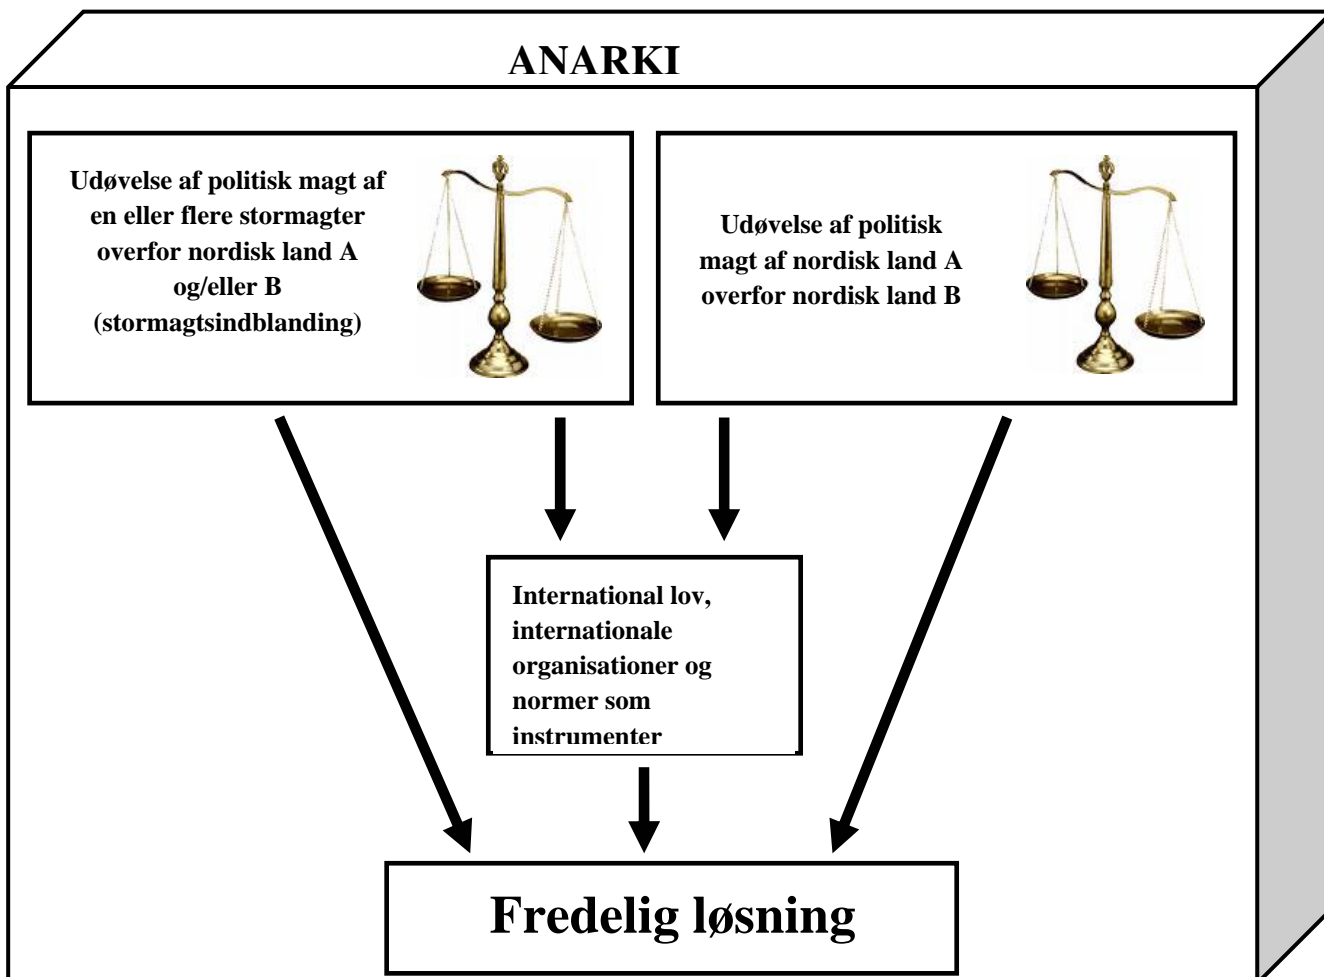 ANARKI
Udøvelse af politisk magt af
en eller flere stormagter
overfor nordisk land A
og/eller B
(stormagtsindblanding)
Udøvelse af politisk
magt af nordisk land A
overfor nordisk land B
International lov,
internationale
organisationer og
normer som
instrumenter
Fredelig løsning